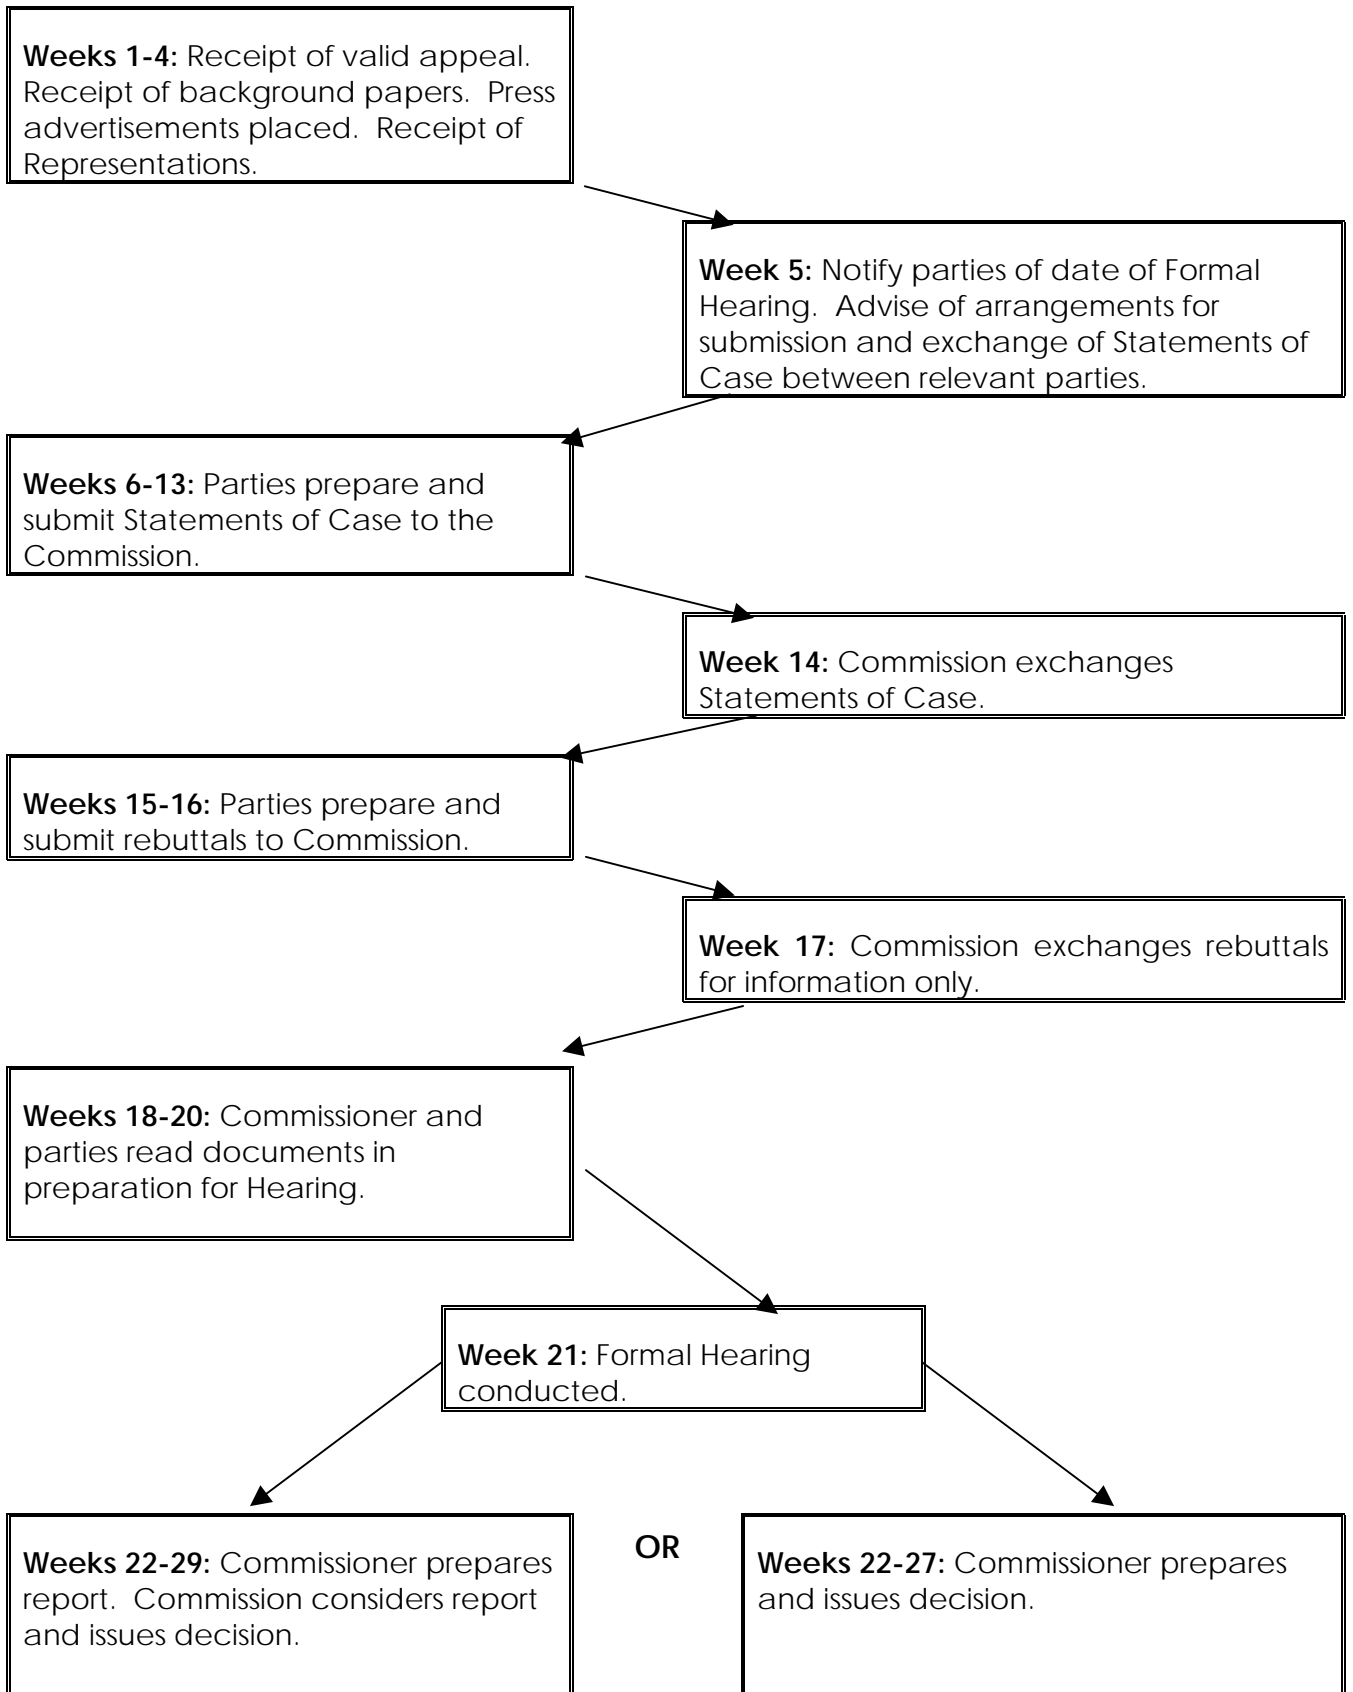 Weeks 1-4: Receipt of valid appeal.
Receipt of background papers.  Press
advertisements placed.  Receipt of
Representations.
Week 5: Notify parties of date of Formal
Hearing.  Advise of arrangements for
submission and exchange of Statements of
Case between relevant parties.
Weeks 6-13: Parties prepare and
submit Statements of Case to the
Commission.
Week 14: Commission exchanges
Statements of Case.
Weeks 15-16: Parties prepare and
submit rebuttals to Commission.
Week 17: Commission exchanges rebuttals
for information only.
Weeks 18-20: Commissioner and
parties read documents in
preparation for Hearing.
Week 21: Formal Hearing
conducted.
Weeks 22-29: Commissioner prepares
report.  Commission considers report
and issues decision.
OR
Weeks 22-27: Commissioner prepares
and issues decision.